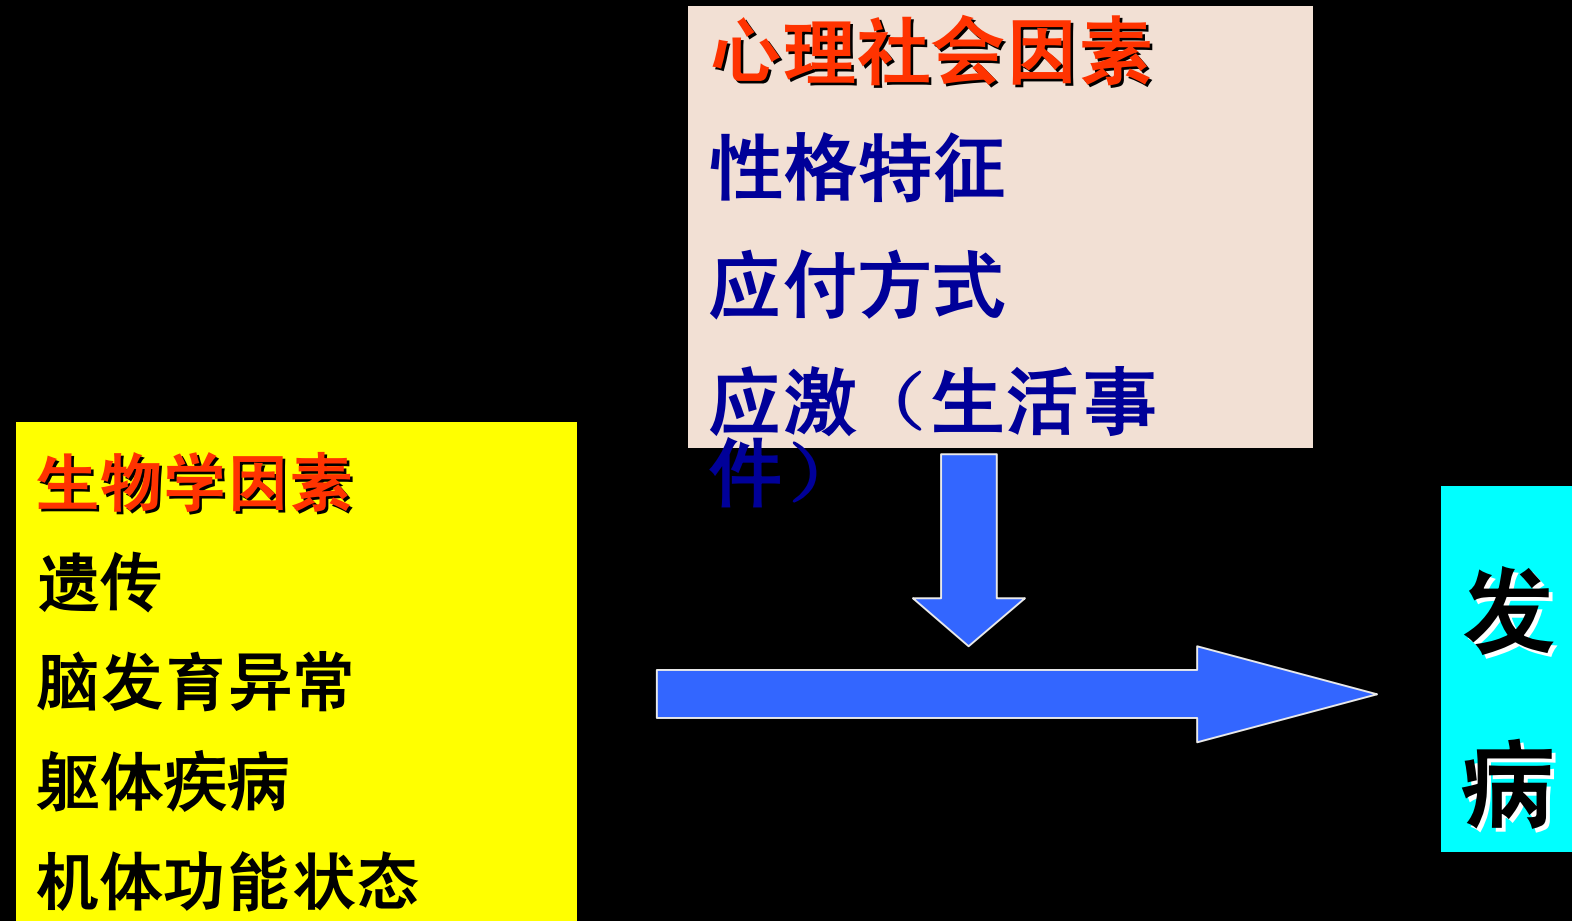 心理社会因素
性格特征
应付方式
应激（生活事
件）
生物学因素
遗传
脑发育异常
躯体疾病
机体功能状态
发
病